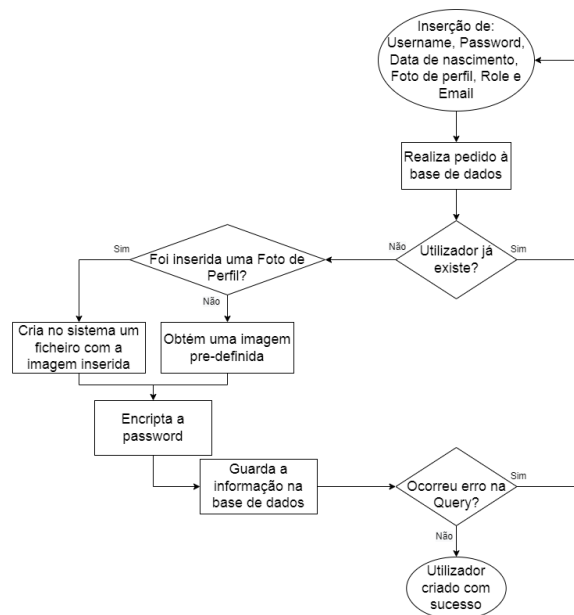 Inserção de:
Username, Password,
Data de nascimento,
Foto de perfil, Role e
Email
Realiza pedido à
base de dados
Utilizador já
existe?
Não
Sim
Foi inserida uma Foto de
Perfil?
Sim
Não
Cria no sistema um
ficheiro com a
imagem inserida
Obtém uma imagem
pre-definida
Encripta a
password
Guarda a
informação na
base de dados
Ocorreu erro na
Query?
Sim
Não
Utilizador
criado com
sucesso